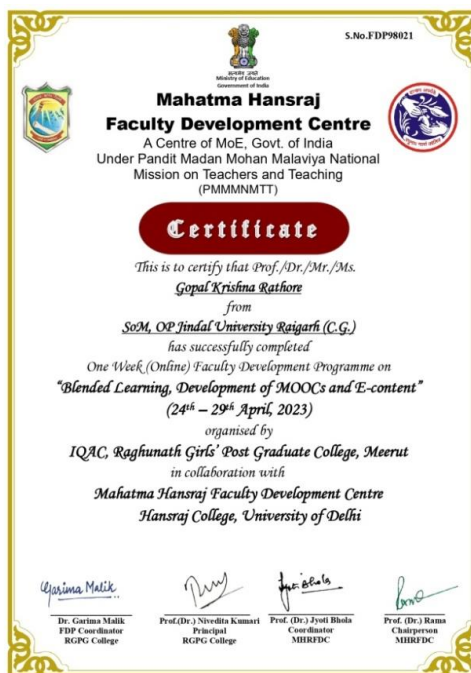 S.No.FDP98021
सत्यमेव जयते
Ministry of Education
Government of India
Mahatma Hansraj
Faculty Development Centre
A Centre of MoE, Govt. of India
Under Pandit Madan Mohan Malaviya National
Mission on Teachers and Teaching
(PMMMNMTT)
Certificate
This is to certify that Prof./Dr./Mr./Ms.
Gopal Krishna Rathore
from
SoM, OP Jindal University Raigarh (C.G.)
has successfully completed
One Week (Online) Faculty Development Programme on
"Blended Learning, Development of MOOCs and E-content"
(24th – 29th April, 2023)
organised by
IQAC, Raghunath Girls' Post Graduate College, Meerut
in collaboration with
Mahatma Hansraj Faculty Development Centre
Hansraj College, University of Delhi
Garima Malik
Jyoti Bhola
Dr. Garima Malik
FDP Coordinator
RGPG College
Prof.(Dr.) Nivedita Kumari
Principal
RGPG College
Prof. (Dr.) Jyoti Bhola
Coordinator
MHRFDC
Prof. (Dr.) Rama
Chairperson
MHRFDC